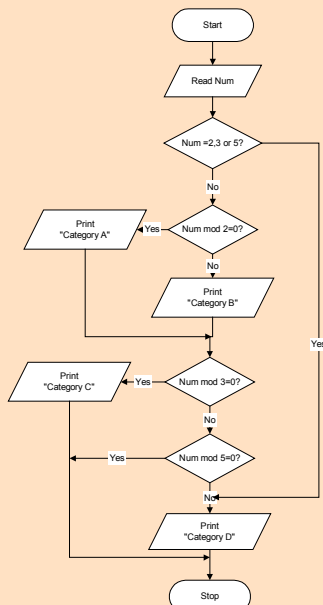 Start
Read Num
Num =2,3 or 5?
No
Num mod 2=0?
Yes
Print
"Category A"
No
Print
"Category B"
Yes
Num mod 3=0?
Yes
Print
"Category C"
No
Num mod 5=0?
Yes
No
Print
"Category D"
Stop